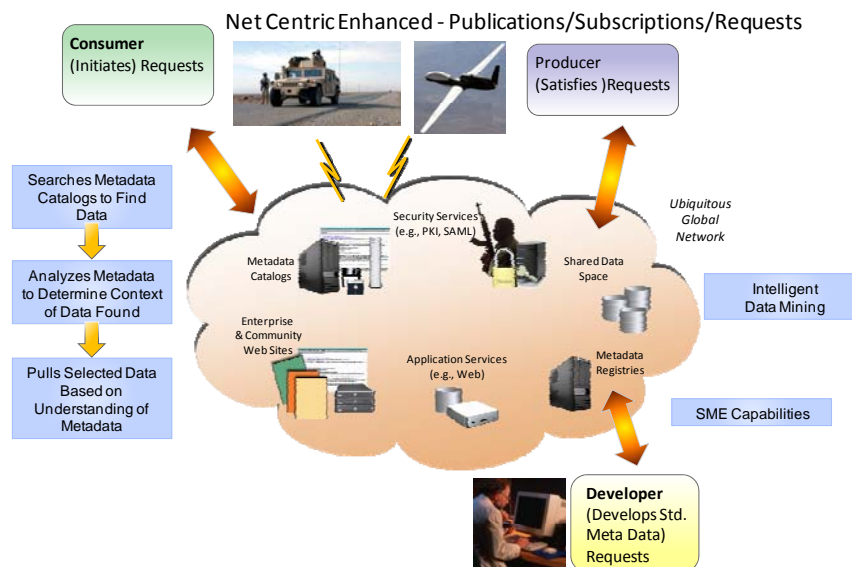 Net Centric Enhanced - Publications/Subscriptions/Requests
Consumer
(Initiates) Requests
Producer
(Satisfies )Requests
Searches Metadata
Catalogs to Find
Data
Analyzes Metadata
to Determine Context
of Data Found
Pulls Selected Data
Based on
Understanding of
Metadata
Security Services
(e.g., PKI, SAML)
Metadata
Catalogs
Shared Data
Space
Ubiquitous
Global
Network
Enterprise
& Community
Web Sites
Application Services
(e.g., Web)
Metadata
Registries
Intelligent
Data Mining
SME Capabilities
Developer
(Develops Std.
Meta Data)
Requests